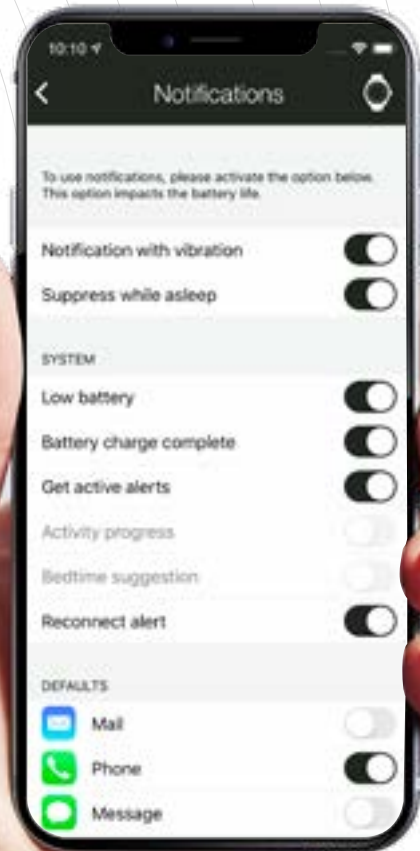 10:10
Notifications
To use notifications, please activate the option below.
This option impacts the battery life.
Notification with vibration
Suppress while asleep
SYSTEM
Low battery
Battery charge complete
Get active alerts
Activity progress
Bedtime suggestion
Reconnect alert
DEFAULTS
Mail
Phone
Message